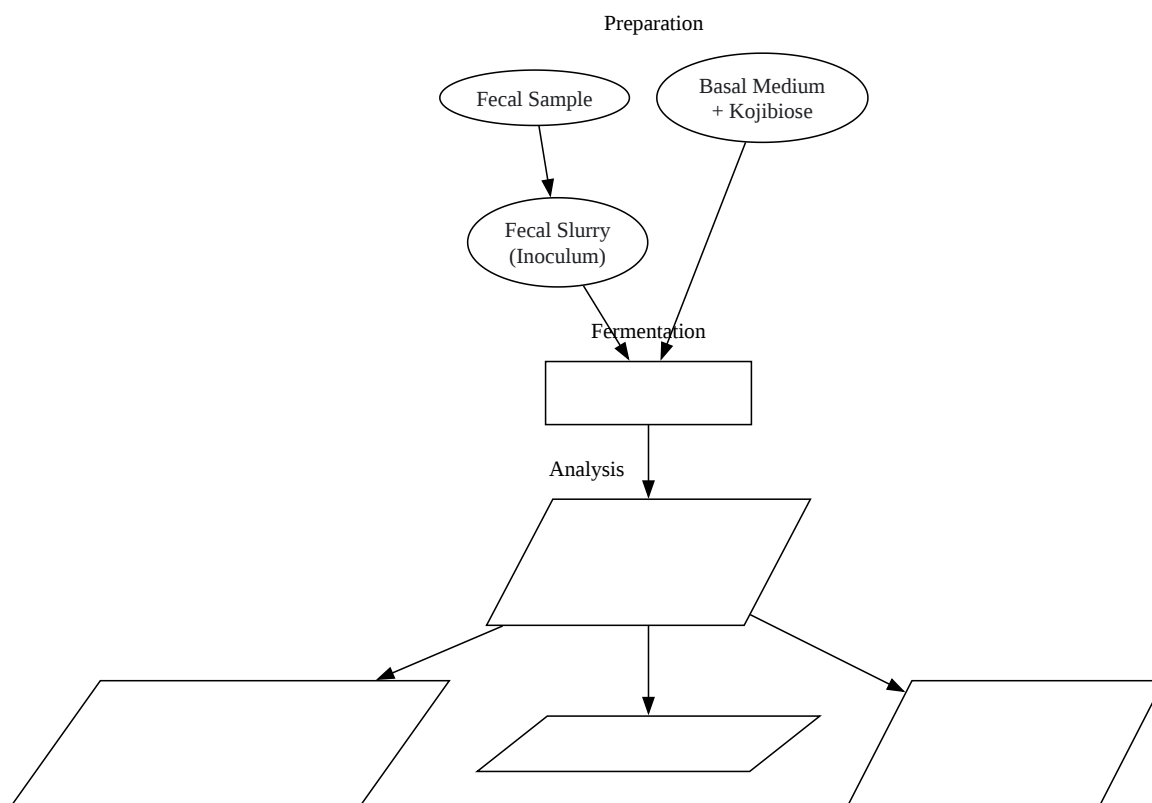 Preparation
Fecal Sample
Basal Medium
+ Kojibiose
Fecal Slurry
(Inoculum)
Fermentation
Analysis